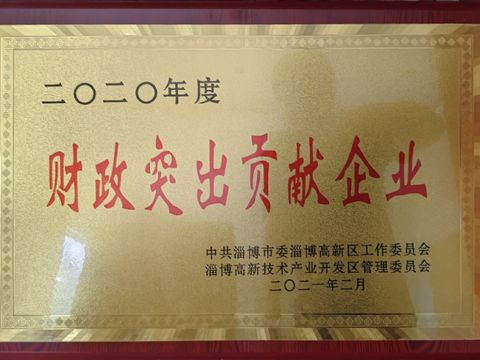 二〇二〇年度
财政突出贡献企业
中共淄博市委淄博高新区工作委员会
淄博高新技术产业开发区管理委员会
二〇二一年二月